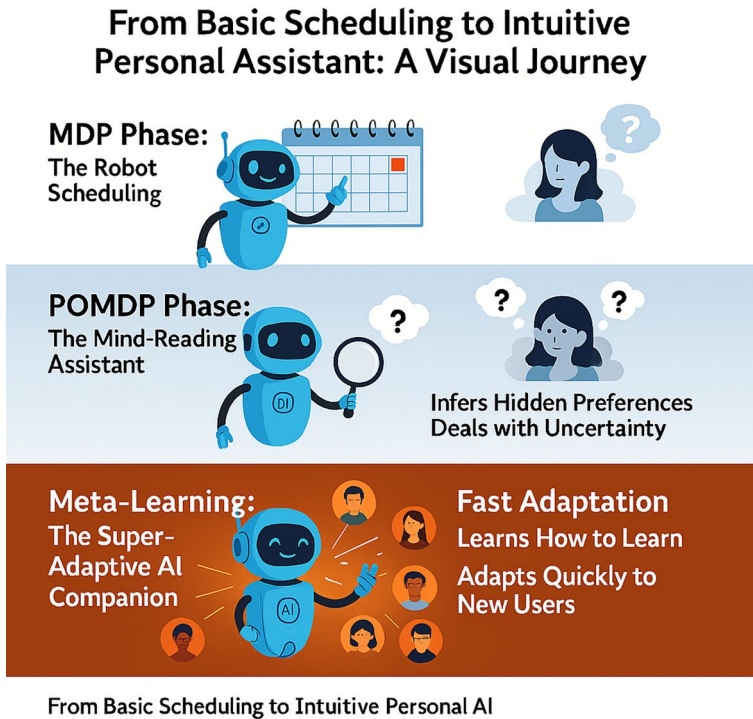 From Basic Scheduling to Intuitive
Personal Assistant: A Visual Journey
MDP Phase:
The Robot
Scheduling
?
POMDP Phase:
The Mind-Reading
Assistant
?
?
?
DI
Infers Hidden Preferences
Deals with Uncertainty
Meta-Learning:
The Super-
Adaptive AI
Companion
AI
Fast Adaptation
Learns How to Learn
Adapts Quickly to
New Users
From Basic Scheduling to Intuitive Personal AI